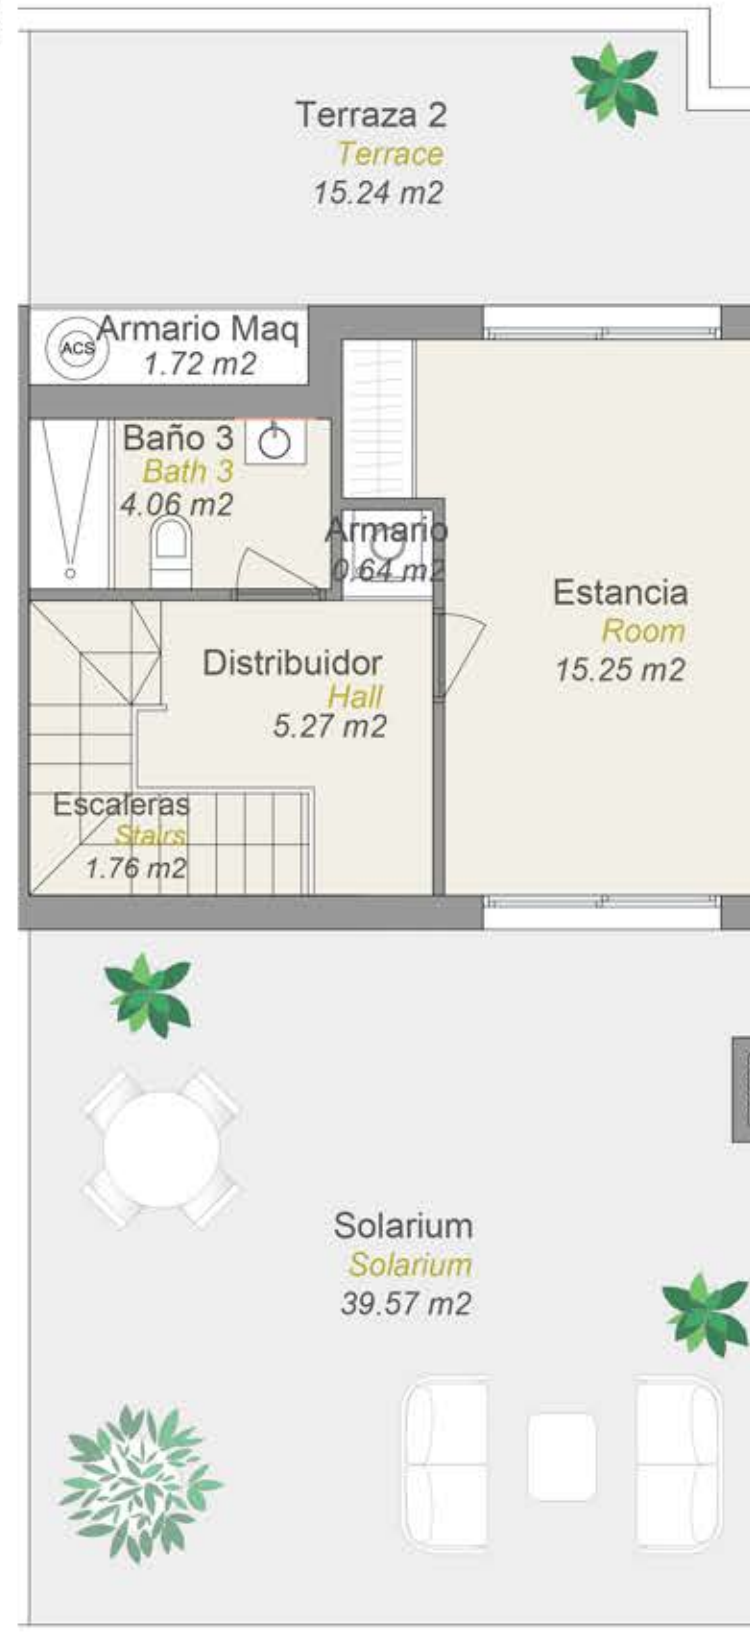 Terraza 2
Terrace
15.24 m2
ACS
Armario Maq
1.72 m2
Baño 3
Bath 3
4.06 m2
Armario
0.64 m2
Estancia
Room
15.25 m2
Distribuidor
Hall
5.27 m2
Escaleras
Stairs
1.76 m2
Solarium
Solarium
39.57 m2